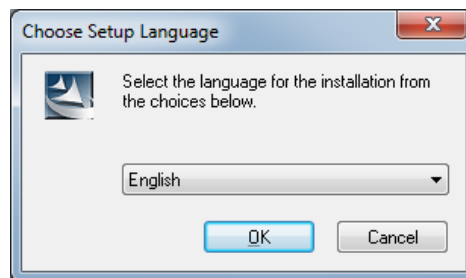 Choose Setup Language
Select the language for the installation from
the choices below.
English
OK
Cancel